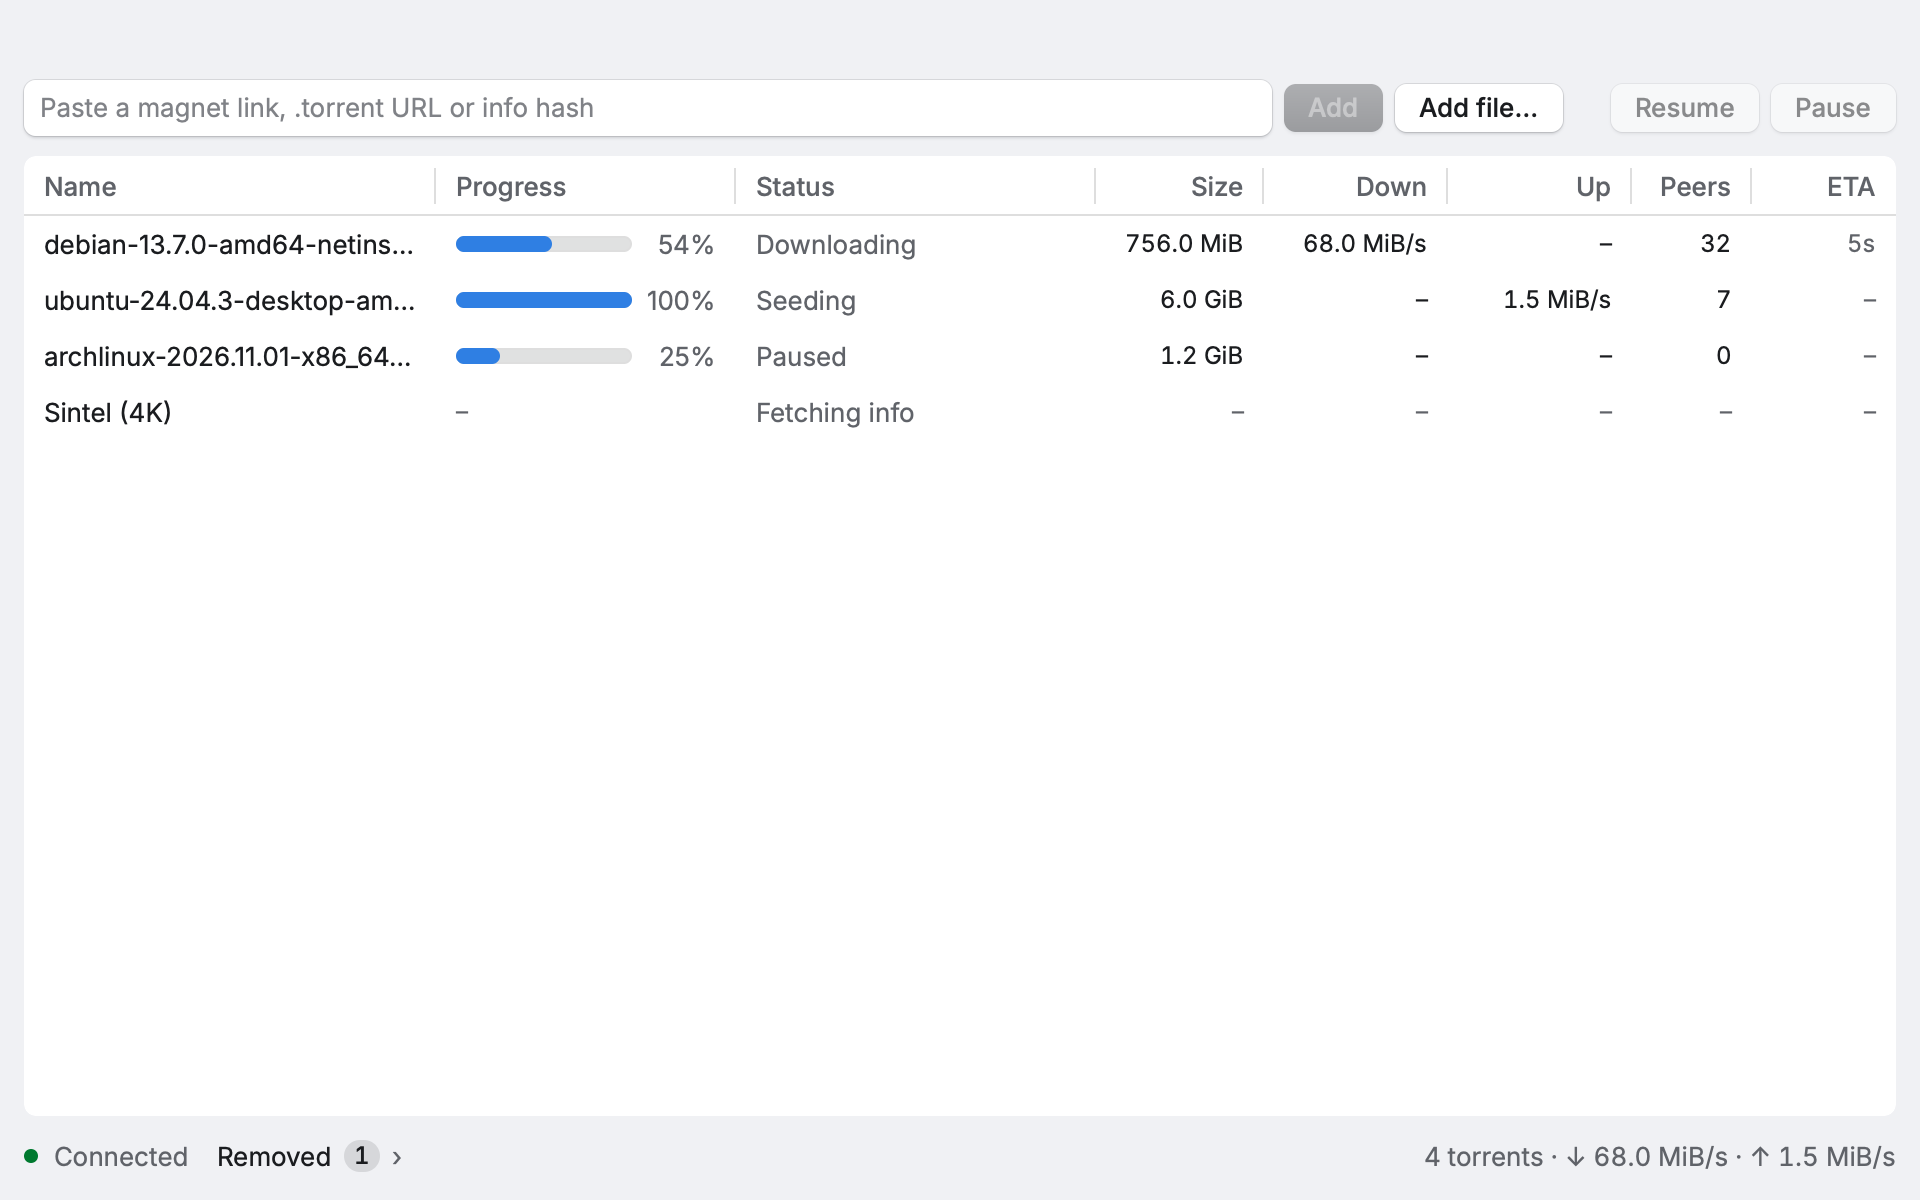 Paste a magnet link, .torrent URL or info hash Add Add file... Resume Pause
Name Progress Status Size Down Up Peers ETA
debian-13.7.0-amd64-netins... 54% Downloading 756.0 MiB 68.0 MiB/s – 32 5s
ubuntu-24.04.3-desktop-am... 100% Seeding 6.0 GiB – 1.5 MiB/s 7 –
archlinux-2026.11.01-x86_64... 25% Paused 1.2 GiB – – 0 –
Sintel (4K) – Fetching info – – – – –
Connected Removed 1 › 4 torrents · ↓ 68.0 MiB/s · ↑ 1.5 MiB/s